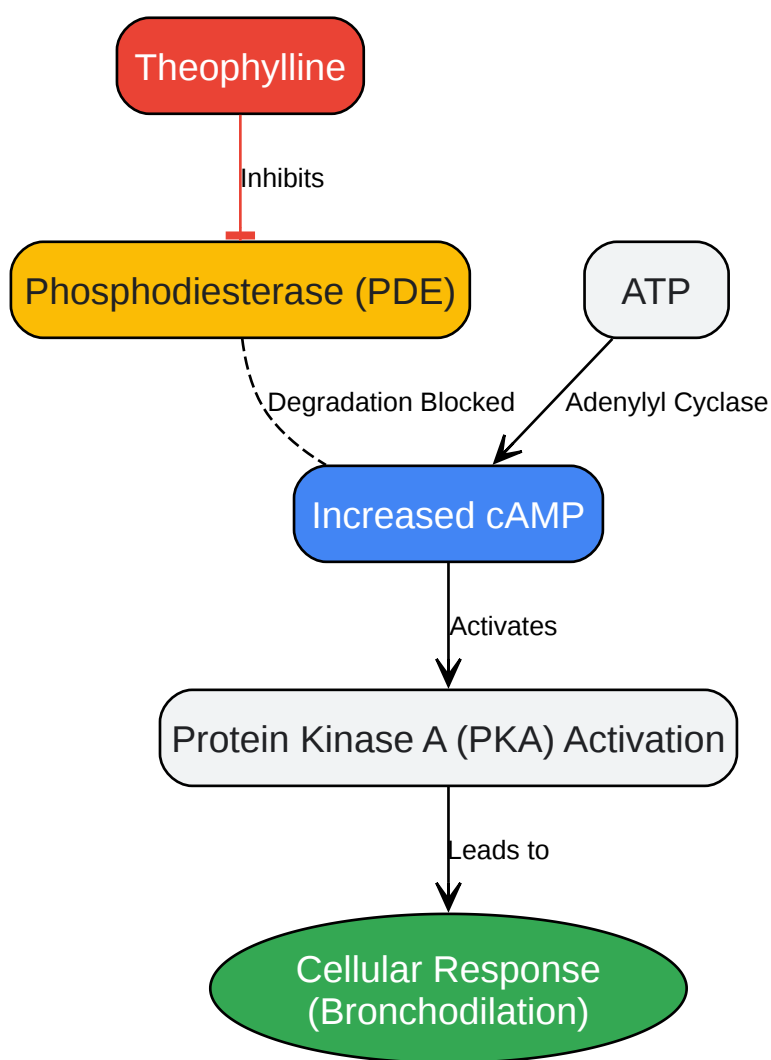 Theophylline
Inhibits
Phosphodiesterase (PDE)
ATP
Degradation Blocked
Adenylyl Cyclase
Increased cAMP
Activates
Protein Kinase A (PKA) Activation
Leads to
Cellular Response
(Bronchodilation)